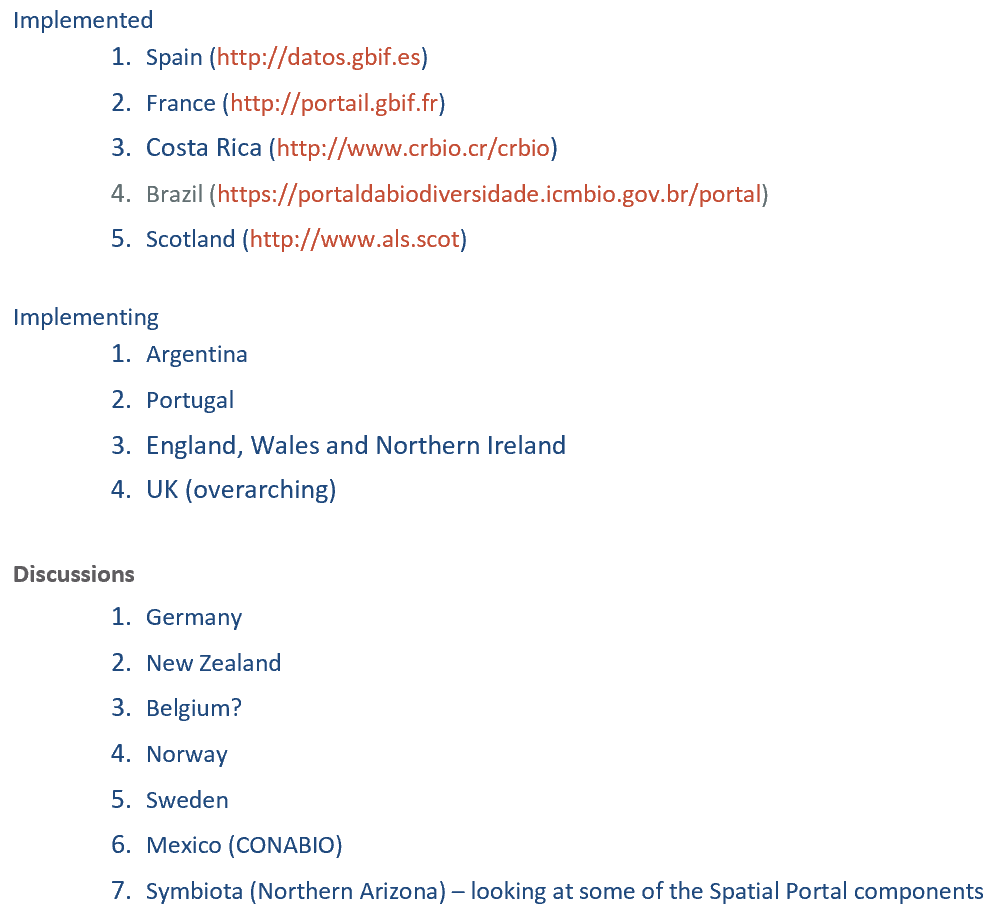 Implemented
1. Spain (http://datos.gbif.es)
2. France (http://portail.gbif.fr)
3. Costa Rica (http://www.crbio.cr/crbio)
4. Brazil (https://portaldabiodiversidade.icmbio.gov.br/portal)
5. Scotland (http://www.als.scot)
Implementing
1. Argentina
2. Portugal
3. England, Wales and Northern Ireland
4. UK (overarching)
Discussions
1. Germany
2. New Zealand
3. Belgium?
4. Norway
5. Sweden
6. Mexico (CONABIO)
7. Symbiota (Northern Arizona) – looking at some of the Spatial Portal components